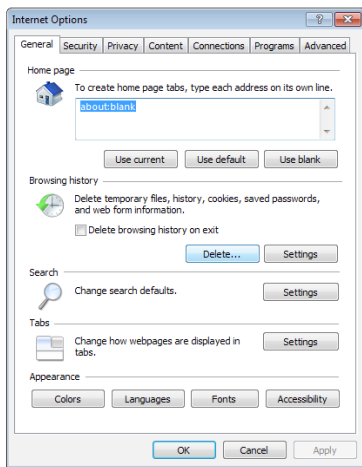 Internet Options
General Security Privacy Content Connections Programs Advanced
Home page
To create home page tabs, type each address on its own line.
about:blank
Use current Use default Use blank
Browsing history
Delete temporary files, history, cookies, saved passwords,
and web form information.
Delete browsing history on exit
Delete... Settings
Search
Change search defaults. Settings
Tabs
Change how webpages are displayed in
tabs.
Settings
Appearance
Colors Languages Fonts Accessibility
OK Cancel Apply